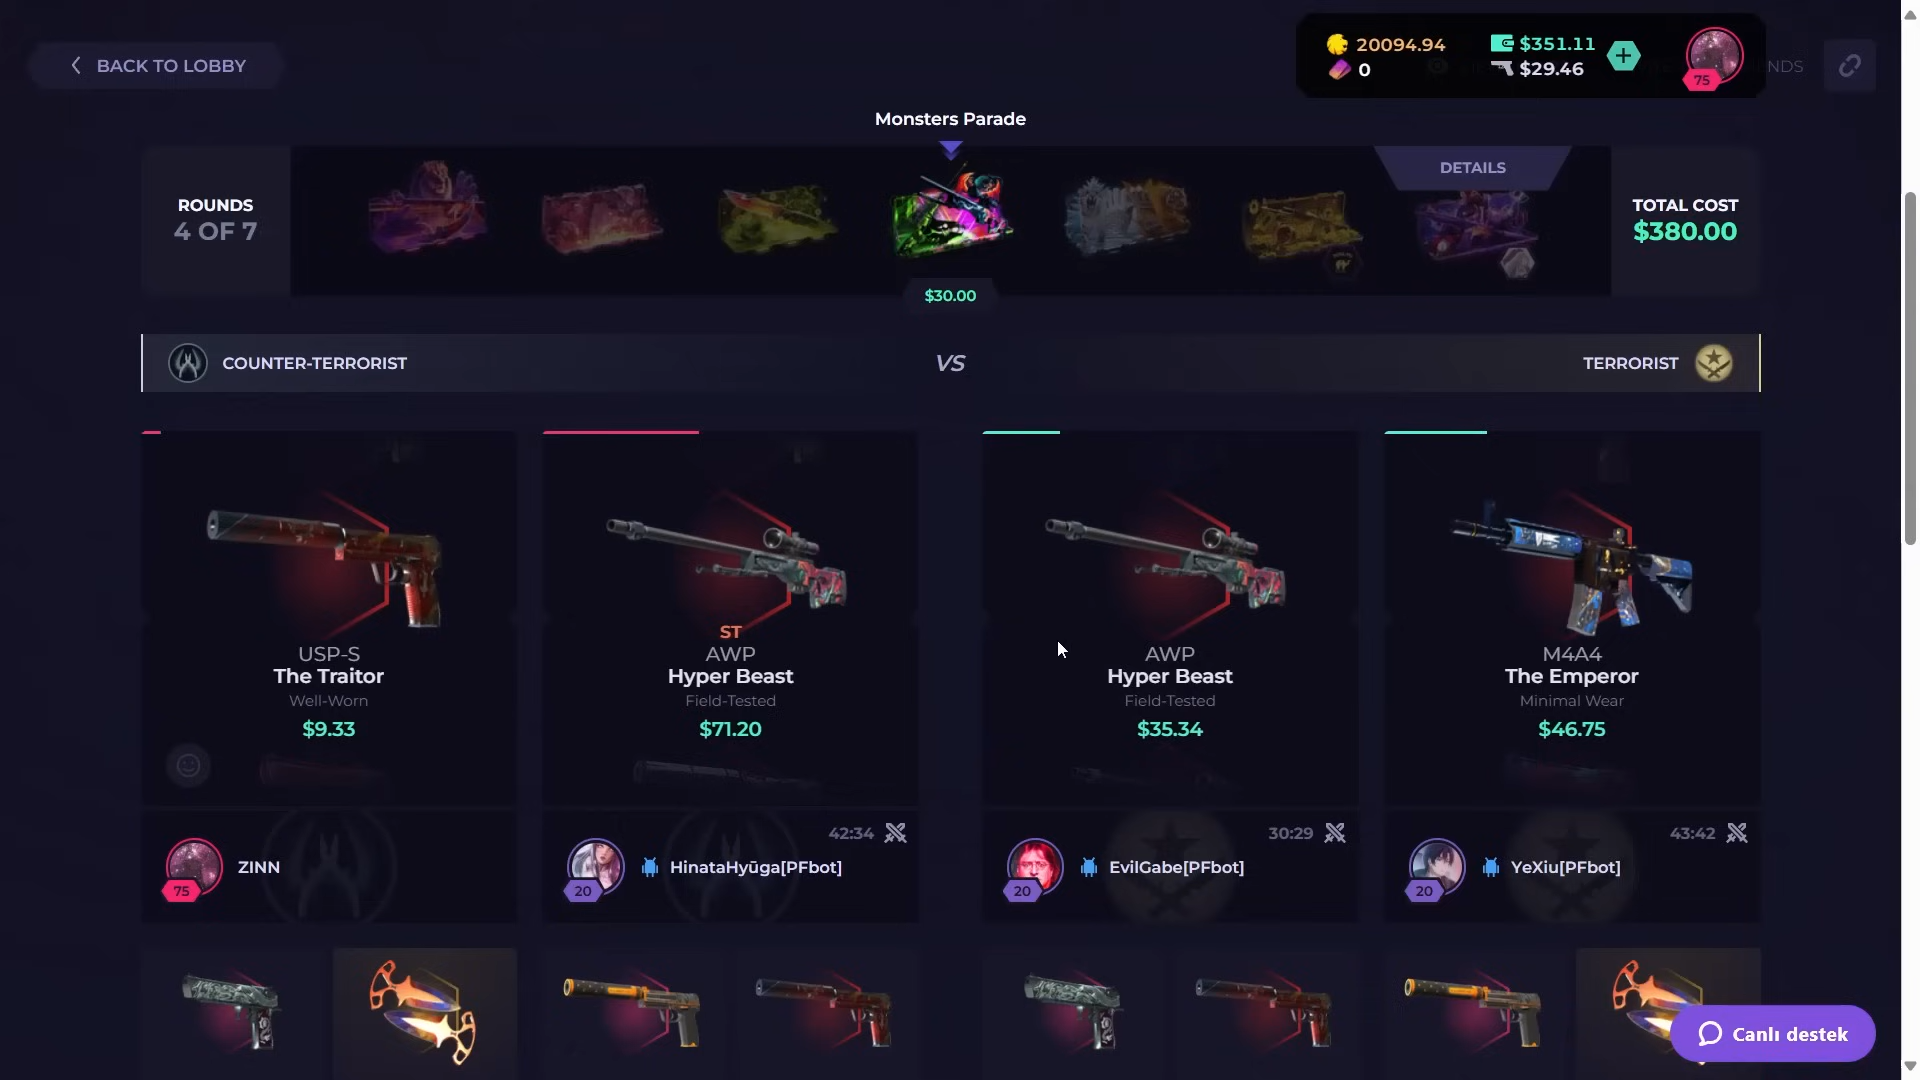 BACK TO LOBBY
20094.94
$351.11
0
$29.46
75
NDS
Monsters Parade
DETAILS
ROUNDS
4 OF 7
TOTAL COST
$380.00
$30.00
COUNTER-TERRORIST
VS
TERRORIST
USP-S
The Traitor
Well-Worn
$9.33
ST
AWP
Hyper Beast
Field-Tested
$71.20
AWP
Hyper Beast
Field-Tested
$35.34
M4A4
The Emperor
Minimal Wear
$46.75
75
ZINN
42:34
20
HinataHyūga[PFbot]
30:29
20
EvilGabe[PFbot]
43:42
20
YeXiu[PFbot]
Canlı destek